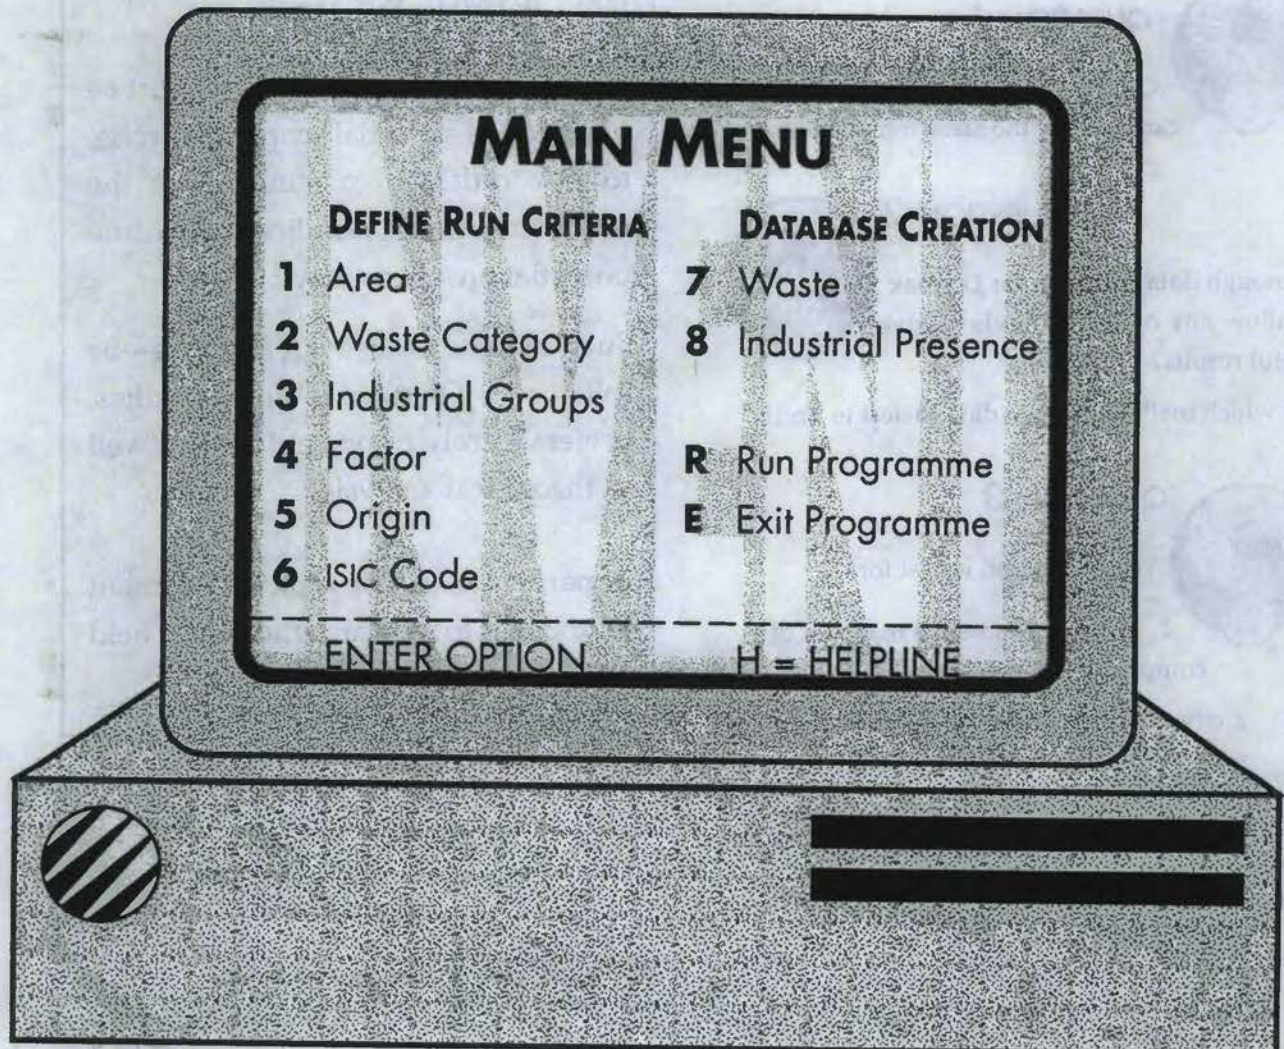 MAIN MENU
DEFINE RUN CRITERIA
1 Area
2 Waste Category
3 Industrial Groups
4 Factor
5 Origin
6 ISIC Code
DATABASE CREATION
7 Waste
8 Industrial Presence
R Run Programme
E Exit Programme
ENTER OPTION H = HELPLINE